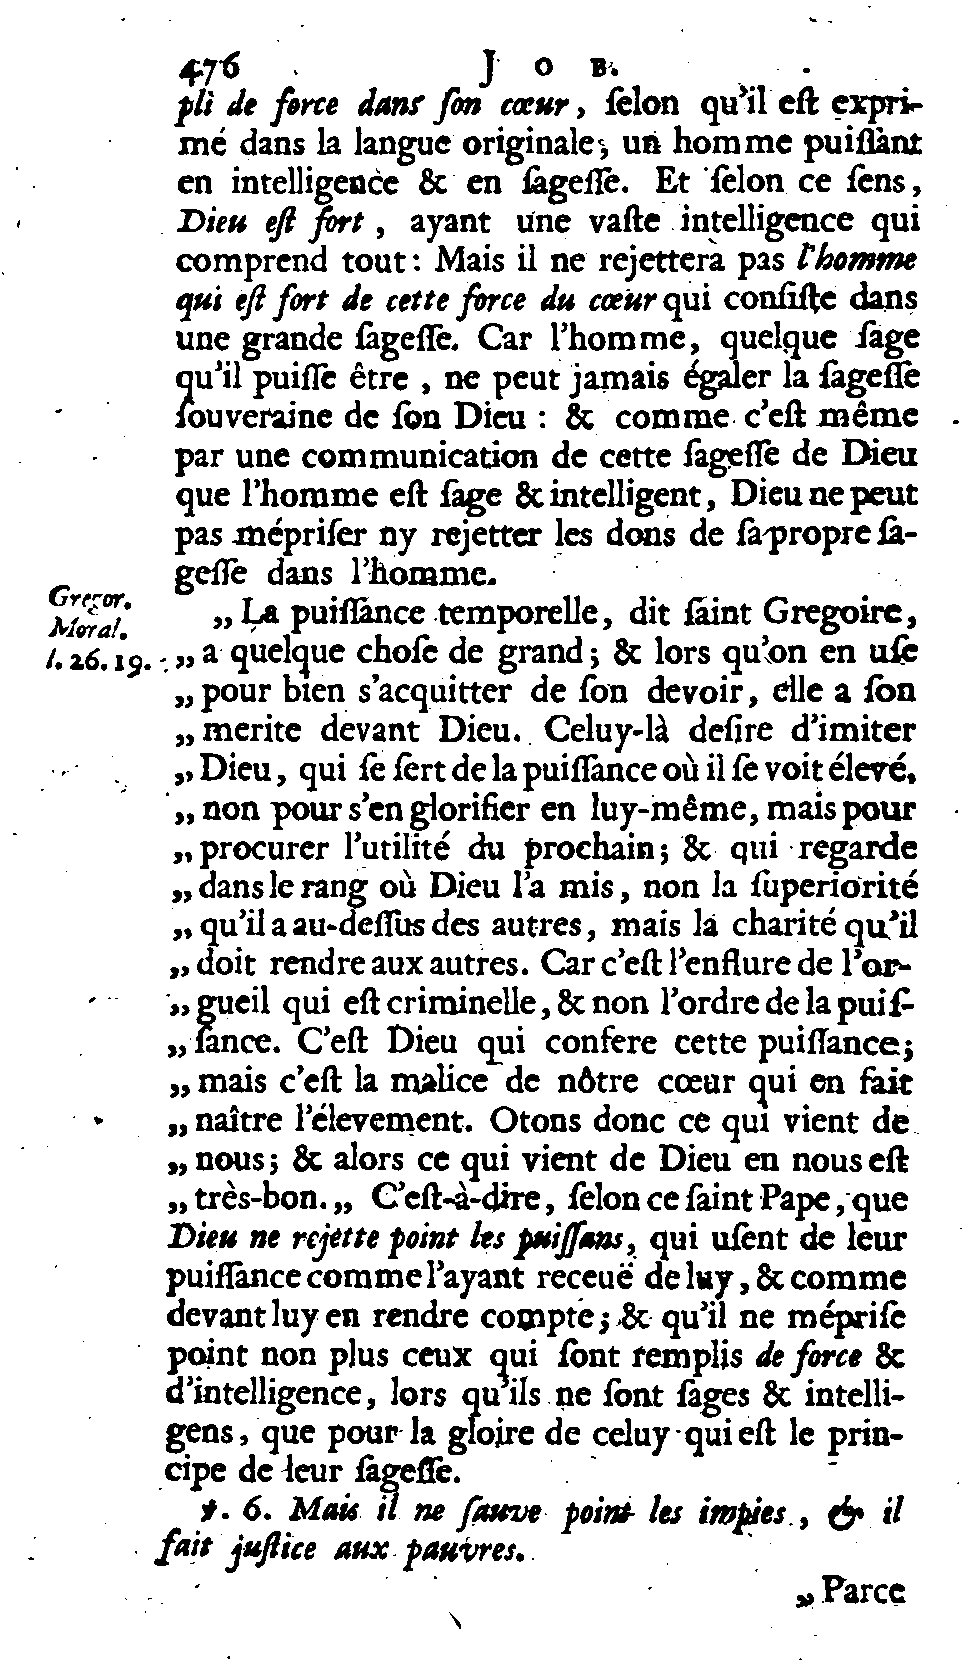 476 JOB.
pli de force dans ſon cœur, ſelon qu'il eſt expri-
mé dans la langue originale; un homme puiſſant
en intelligence & en ſageſſe. Et ſelon ce ſens,
Dieu eſt fort, ayant une vaſte intelligence qui
comprend tout: Mais il ne rejettera pas l'homme
qui eſt fort de cette force du cœur qui conſiſte dans
une grande ſageſſe. Car l'homme, quelque ſage
qu'il puiſſe être, ne peut jamais égaler la ſageſſe
ſouveraine de ſon Dieu : & comme c'eſt même
par une communication de cette ſageſſe de Dieu
que l'homme eſt ſage & intelligent, Dieu ne peut
pas mépriſer ny rejetter les dons de ſa propre ſa-
geſſe dans l'homme.
Gregor.
Moral.
l. 26. 19.
„ La puiſſance temporelle, dit ſaint Gregoire,
„ a quelque choſe de grand; & lors qu'on en uſe
„ pour bien s'acquitter de ſon devoir, elle a ſon
„ merite devant Dieu. Celuy-là deſire d'imiter
„ Dieu, qui ſe ſert de la puiſſance où il ſe voit élevé,
„ non pour s'en glorifier en luy-même, mais pour
„ procurer l'utilité du prochain; & qui regarde
„ dans le rang où Dieu l'a mis, non la ſuperiorité
„ qu'il a au-deſſus des autres, mais la charité qu'il
„ doit rendre aux autres. Car c'eſt l'enflure de l'or-
„ gueil qui eſt criminelle, & non l'ordre de la puiſ-
„ ſance. C'eſt Dieu qui confere cette puiſſance;
„ mais c'eſt la malice de nôtre cœur qui en fait
„ naître l'élevement. Otons donc ce qui vient de
„ nous; & alors ce qui vient de Dieu en nous eſt
„ très-bon. „ C'eſt-à-dire, ſelon ce ſaint Pape, que
Dieu ne rejette point les puiſſans, qui uſent de leur
puiſſance comme l'ayant receuë de luy, & comme
devant luy en rendre compte; & qu'il ne mépriſe
point non plus ceux qui ſont remplis de force &
d'intelligence, lors qu'ils ne ſont ſages & intelli-
gens, que pour la gloire de celuy qui eſt le prin-
cipe de leur ſageſſe.
℣. 6. Mais il ne ſauve point les impies, & il
fait juſtice aux pauvres.
„ Parce